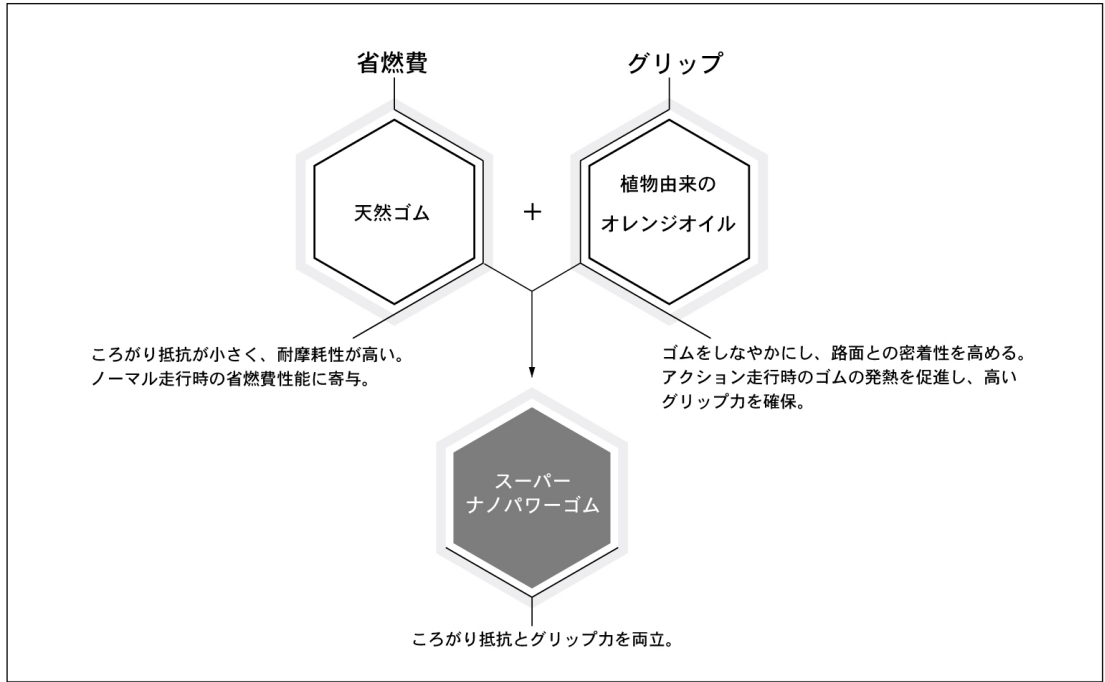 省燃費
グリップ
天然ゴム
+
植物由来の
オレンジオイル
ころがり抵抗が小さく、耐摩耗性が高い。
ノーマル走行時の省燃費性能に寄与。
ゴムをしなやかにし、路面との密着性を高める。
アクション走行時のゴムの発熱を促進し、高い
グリップ力を確保。
スーパー
ナノパワーゴム
ころがり抵抗とグリップ力を両立。